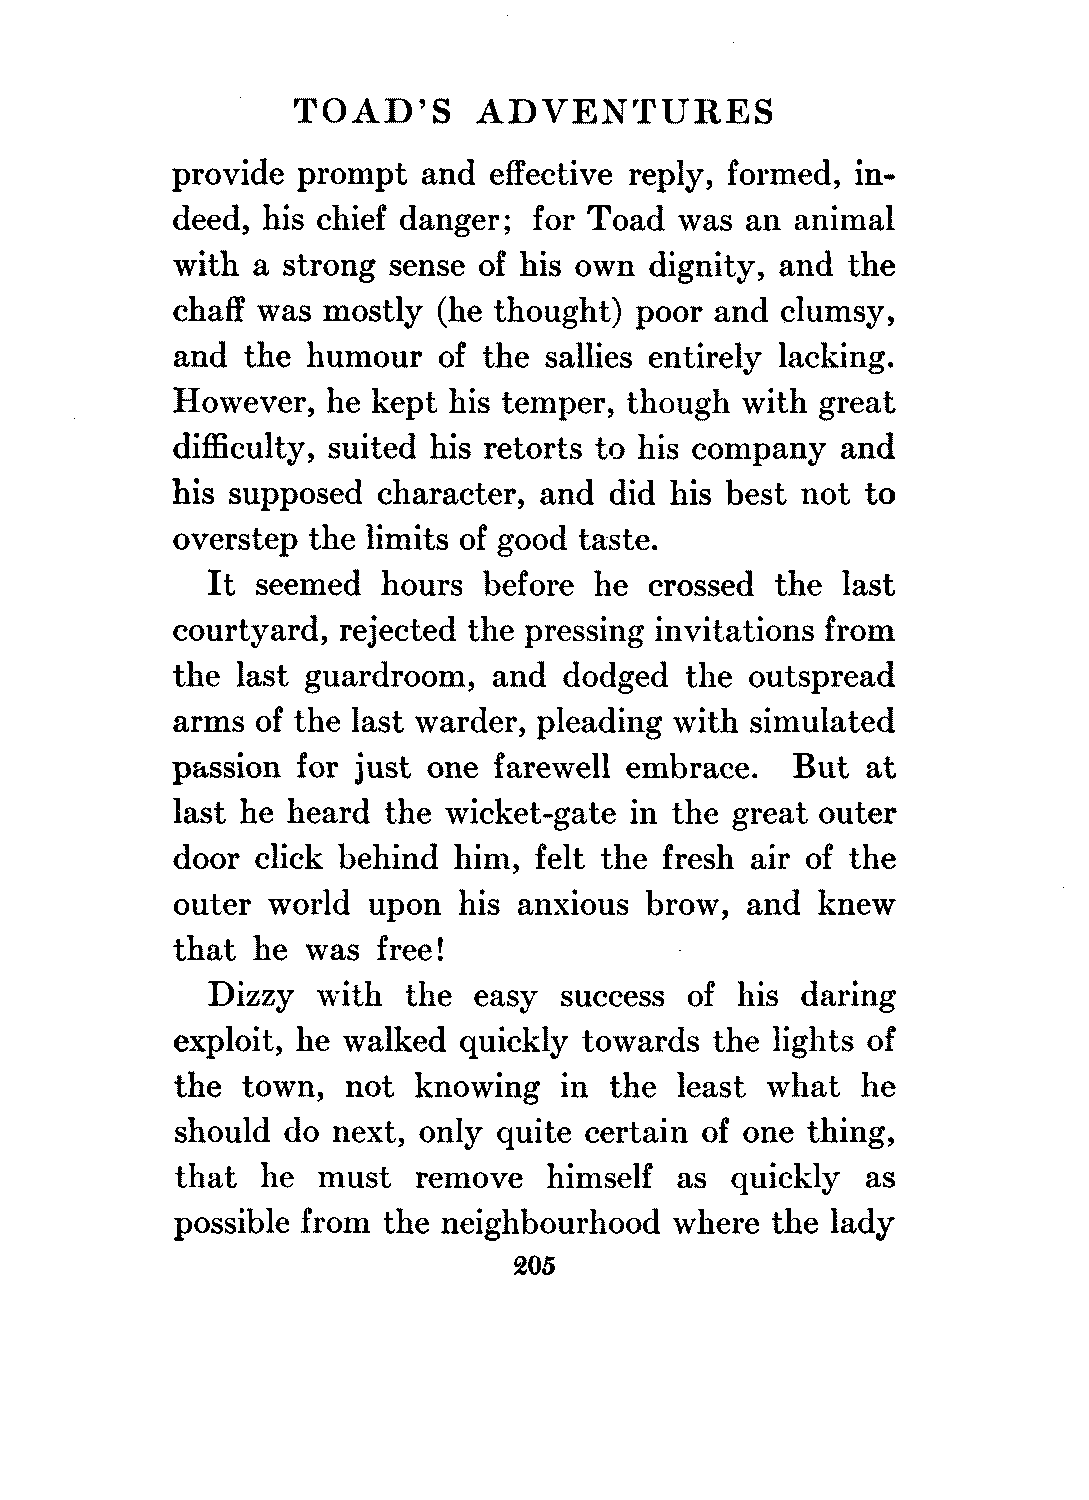 TOAD'S ADVENTURES
provide prompt and effective reply, formed, in-
deed, his chief danger; for Toad was an animal
with a strong sense of his own dignity, and the
chaff was mostly (he thought) poor and clumsy,
and the humour of the sallies entirely lacking.
However, he kept his temper, though with great
difficulty, suited his retorts to his company and
his supposed character, and did his best not to
overstep the limits of good taste.
It seemed hours before he crossed the last
courtyard, rejected the pressing invitations from
the last guardroom, and dodged the outspread
arms of the last warder, pleading with simulated
passion for just one farewell embrace. But at
last he heard the wicket-gate in the great outer
door click behind him, felt the fresh air of the
outer world upon his anxious brow, and knew
that he was free!
Dizzy with the easy success of his daring
exploit, he walked quickly towards the lights of
the town, not knowing in the least what he
should do next, only quite certain of one thing,
that he must remove himself as quickly as
possible from the neighbourhood where the lady
205